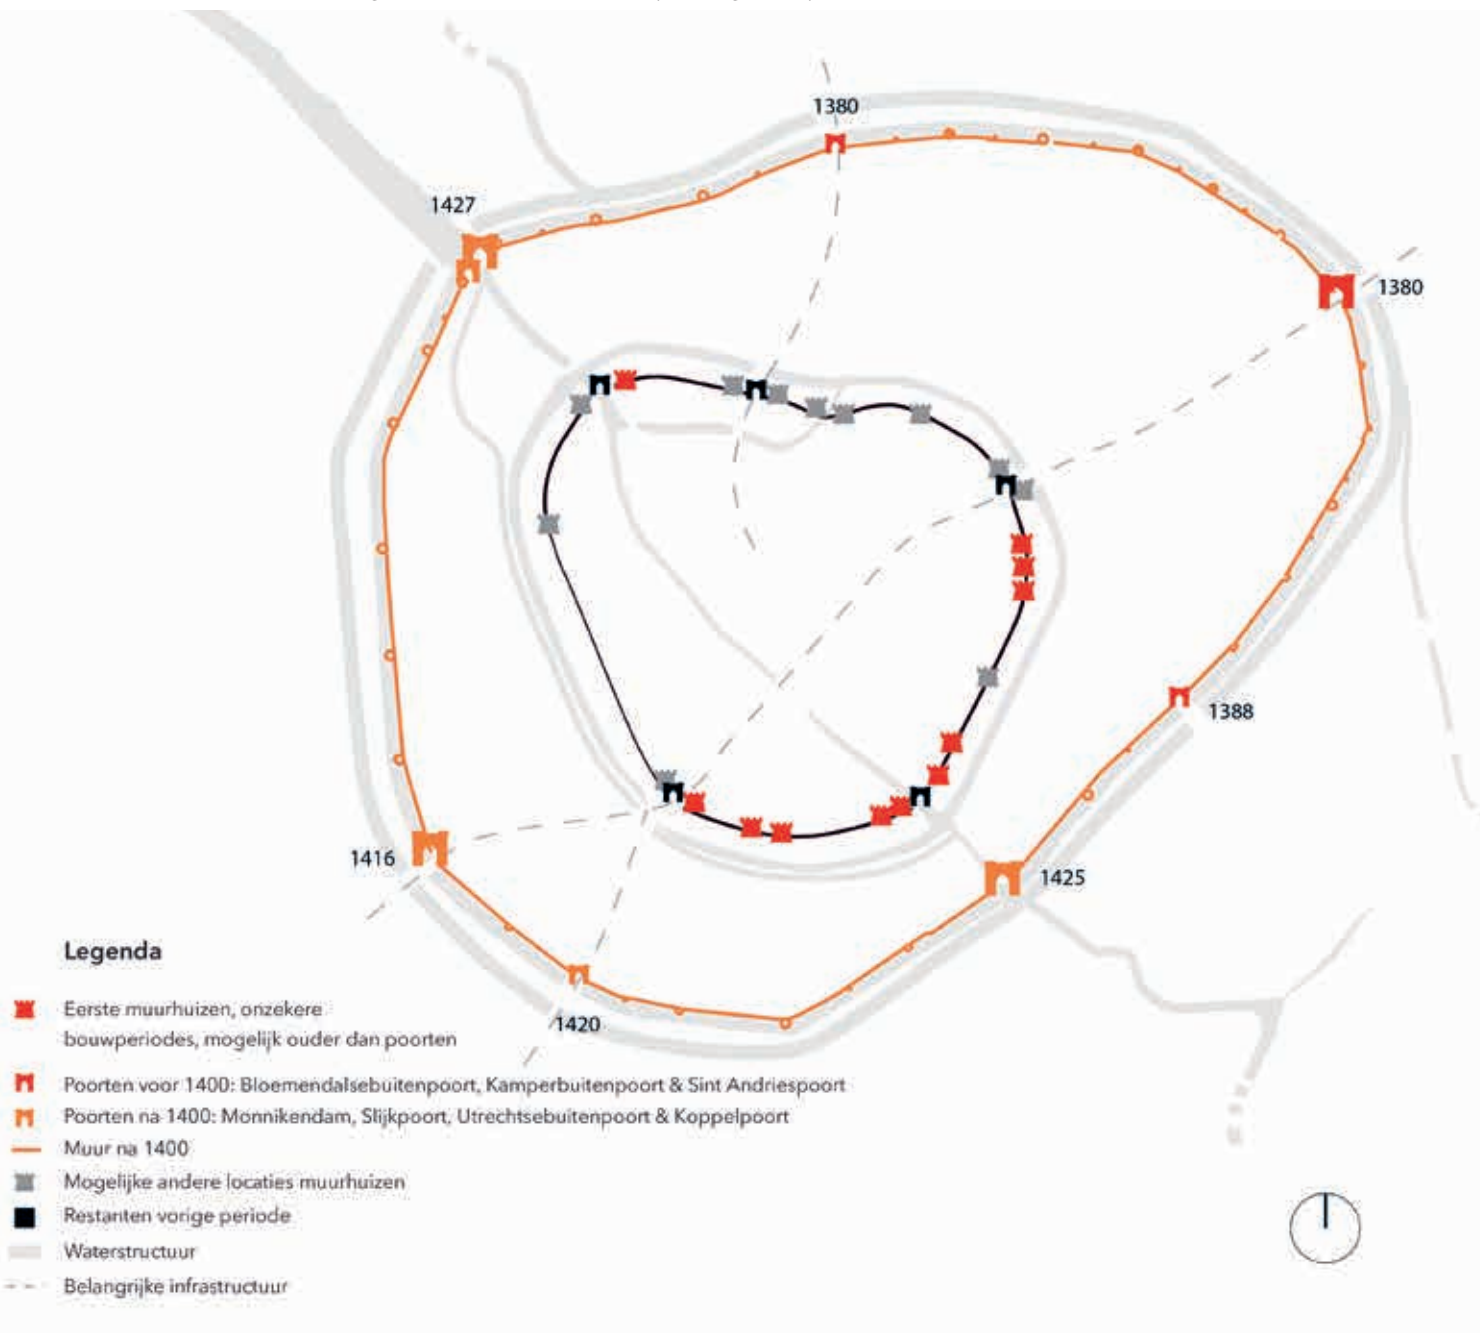 1380
1427
1380
1388
1416
1425
1420
Legenda
Eerste muurhuizen, onzekere
bouwperiodes, mogelijk ouder dan poorten
Poorten voor 1400: Bloemendalsebuitenpoort, Kamperbuitenpoort & Sint Andriespoort
Poorten na 1400: Monnikendam, Slijkpoort, Utrechtsebuitenpoort & Koppelpoort
Muur na 1400
Mogelijke andere locaties muurhuizen
Restanten vorige periode
Waterstructuur
Belangrijke infrastructuur